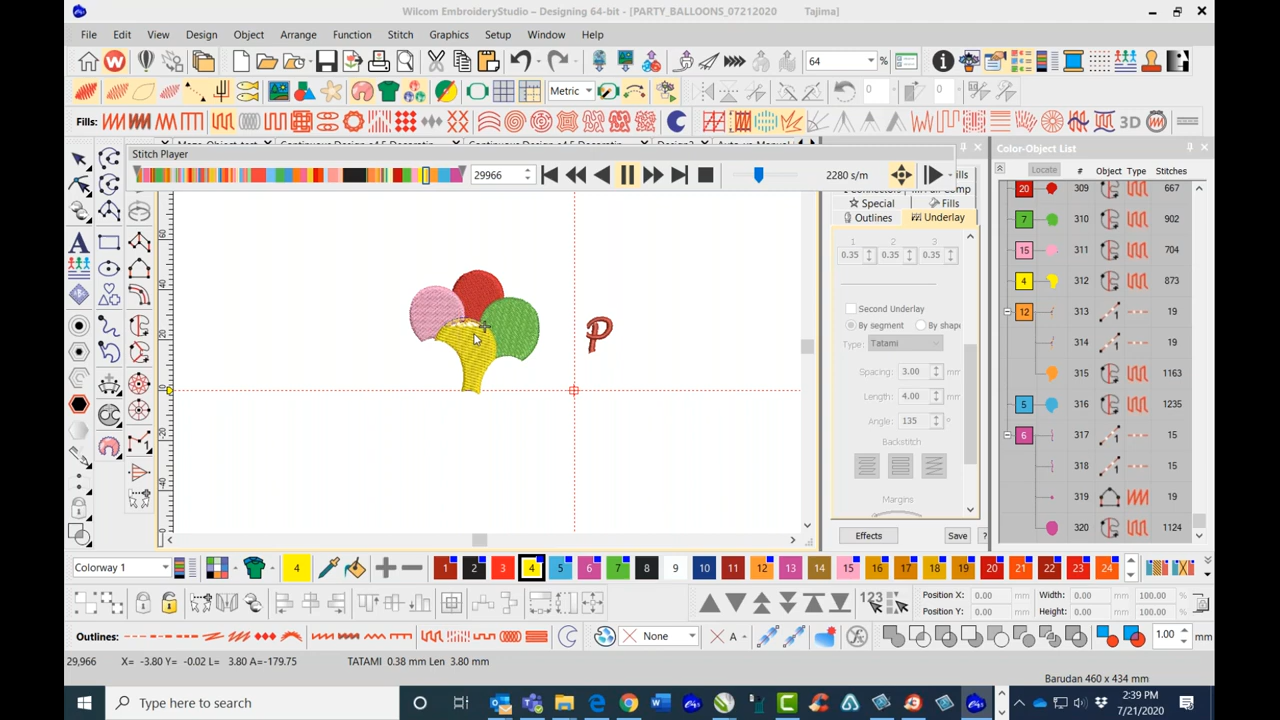 Wilcom EmbroideryStudio – Designing 64-bit - [PARTY_BALLOONS_07212020 Tajima]
File Edit View Design Object Arrange Function Stitch Graphics Setup Window Help
64
Metric 0 0
Fills: 3D
Stitch Player
29966 2280 s/m
Special Fills
Outlines Underlay
1 2 3
0.35 0.35 0.35
Second Underlay
By segment By shape
Type: Tatami
Spacing: 3.00 mm
Length: 4.00 mm
Angle: 135 °
Backstitch
Margins
Effects Save ?
Color-Object List
Locate # Object Type Stitches
20 309 667
7 310 902
15 311 704
4 312 873
12 313 19
314 19
315 1163
5 316 1235
6 317 15
318 15
319 19
320 1124
P
Colorway 1 4 1 2 3 4 5 6 7 8 9 10 11 12 13 14 15 16 17 18 19 20 21 22 23 24
123 Position X: 0.00 mm Width: 0.00 mm 100.00 %
Position Y: 0.00 mm Height: 0.00 mm 100.00 %
Outlines: None A 1.00 mm
29,966 X= -3.80 Y= -0.02 L= 3.80 A=-179.75 TATAMI 0.38 mm Len 3.80 mm
Barudan 460 x 434 mm
Type here to search
2:39 PM
7/21/2020